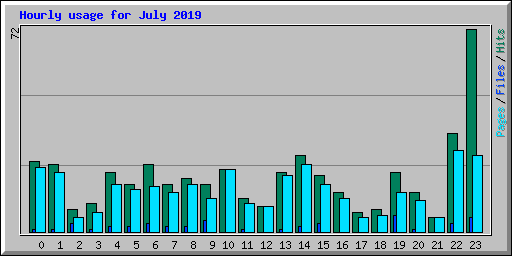 Hourly usage for July 2019
72
Pages / Files / Hits
0 1 2 3 4 5 6 7 8 9 10 11 12 13 14 15 16 17 18 19 20 21 22 23